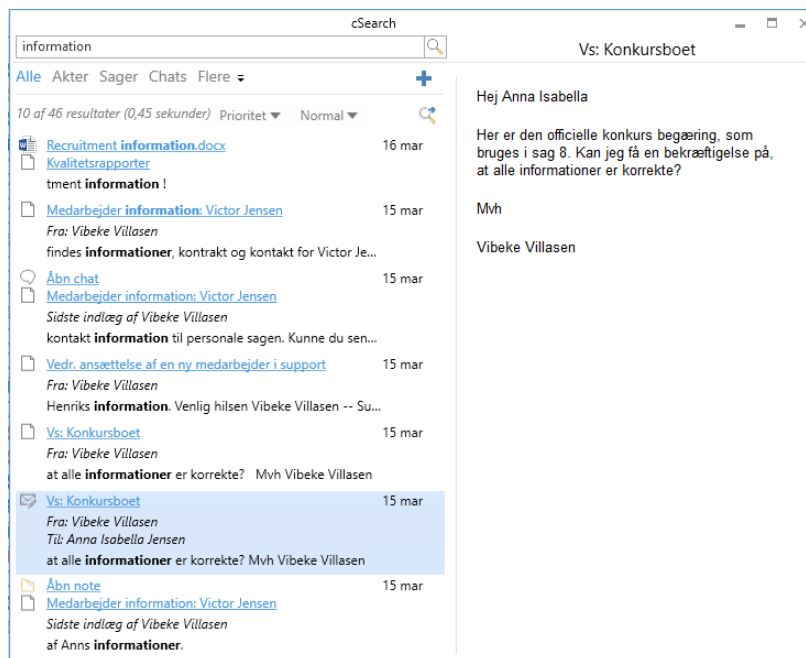 cSearch
information
Vs: Konkursboet
Alle Akter Sager Chats Flere
10 af 46 resultater (0,45 sekunder) Prioritet Normal
Recruitment information.docx 16 mar
Kvalitetsrapporter
tment information !
Medarbejder information: Victor Jensen 15 mar
Fra: Vibeke Villasen
findes informationer, kontrakt og kontakt for Victor Je...
Åbn chat 15 mar
Medarbejder information: Victor Jensen
Sidste indlæg af Vibeke Villasen
kontakt information til personale sagen. Kunne du sen...
Vedr. ansættelse af en ny medarbejder i support 15 mar
Fra: Vibeke Villasen
Henriks information. Venlig hilsen Vibeke Villasen -- Su...
Vs: Konkursboet 15 mar
Fra: Vibeke Villasen
at alle informationer er korrekte? Mvh Vibeke Villasen
Vs: Konkursboet 15 mar
Fra: Vibeke Villasen
Til: Anna Isabella Jensen
at alle informationer er korrekte? Mvh Vibeke Villasen
Åbn note 15 mar
Medarbejder information: Victor Jensen
Sidste indlæg af Vibeke Villasen
af Anns informationer.
Hej Anna Isabella
Her er den officielle konkurs begæring, som
bruges i sag 8. Kan jeg få en bekræftigelse på,
at alle informationer er korrekte?
Mvh
Vibeke Villasen